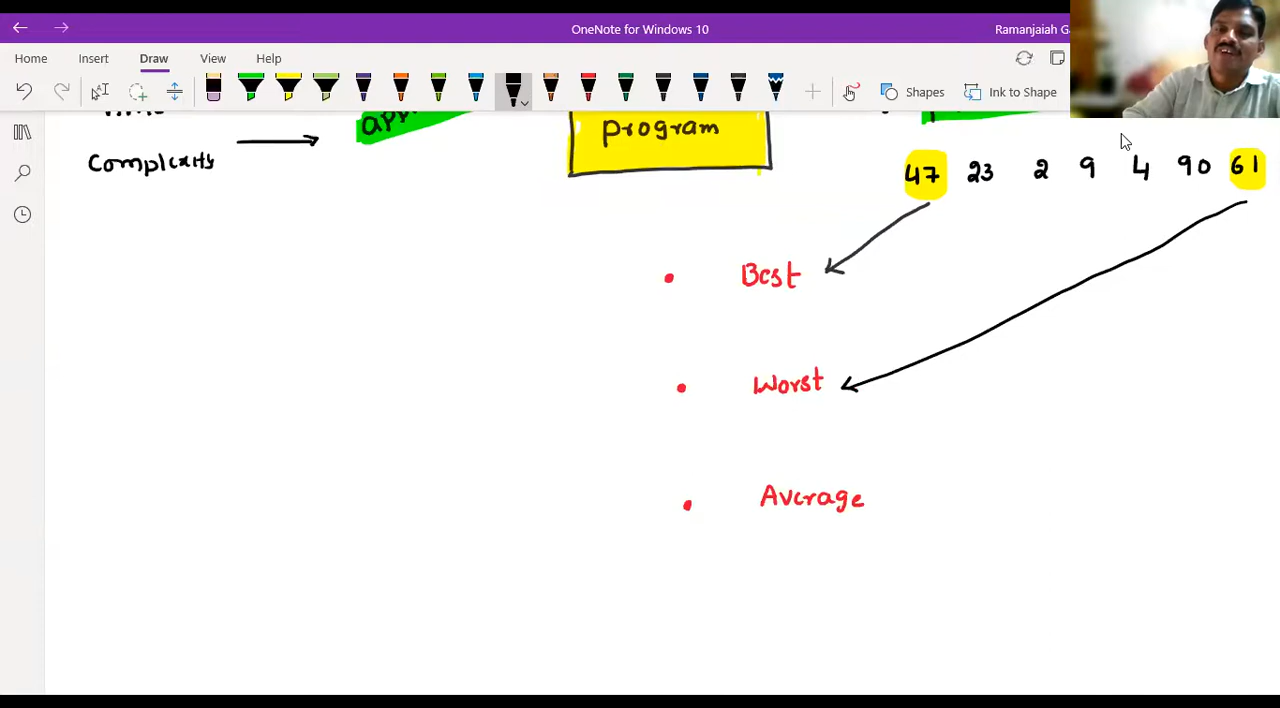 OneNote for Windows 10
Ramanjaiah G
Home Insert Draw View Help
Shapes Ink to Shape
app
program
Complexity
47 23 2 9 4 90 61
Best
Worst
Average